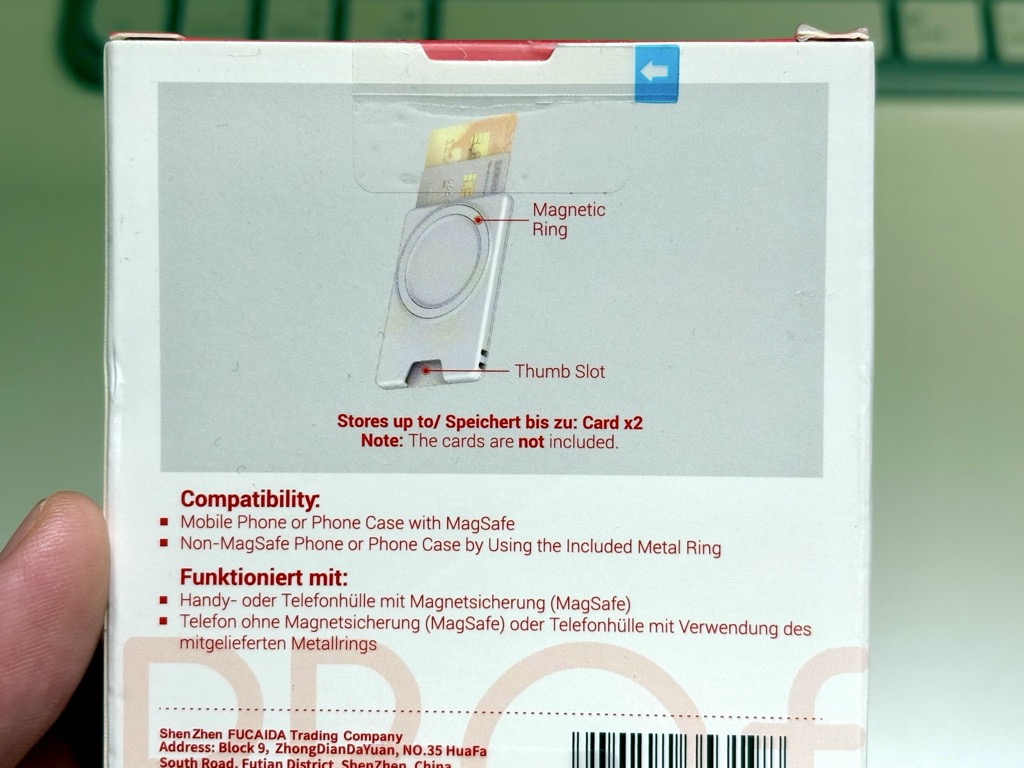 Magnetic
Ring
Thumb Slot
Stores up to/ Speichert bis zu: Card x2
Note: The cards are not included.
Compatibility:
Mobile Phone or Phone Case with MagSafe
Non-MagSafe Phone or Phone Case by Using the Included Metal Ring
Funktioniert mit:
Handy- oder Telefonhülle mit Magnetsicherung (MagSafe)
Telefon ohne Magnetsicherung (MagSafe) oder Telefonhülle mit Verwendung des
mitgelieferten Metallrings
ShenZhen FUCAIDA Trading Company
Address: Block 9, ZhongDianDaYuan, NO.35 HuaFa
South Road, Futian District, ShenZhen, China